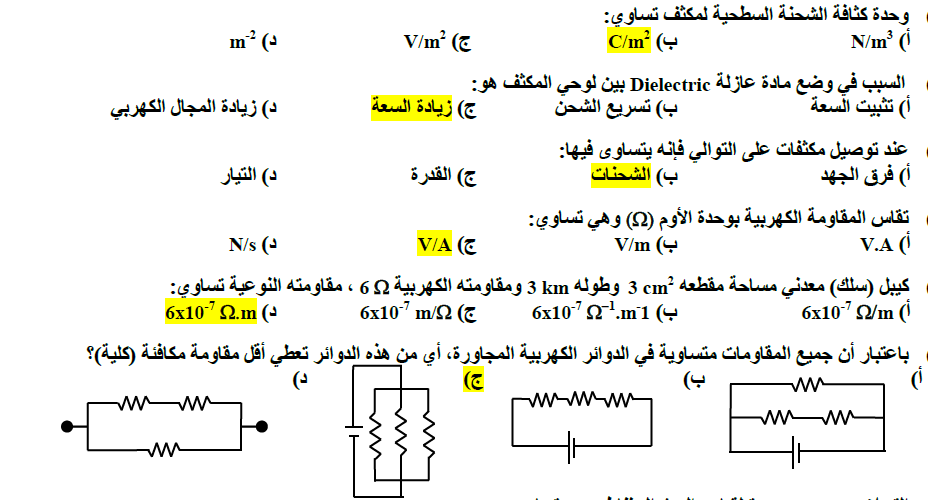 ) وحدة كثافة الشحنة السطحية لمكثف تساوي:
أ) N/m³ ب) C/m² ج) V/m² د) m⁻²
) السبب في وضع مادة عازلة Dielectric بين لوحي المكثف هو:
أ) تثبيت السعة ب) تسريع الشحن ج) زيادة السعة د) زيادة المجال الكهربي
) عند توصيل مكثفات على التوالي فإنه يتساوى فيها:
أ) فرق الجهد ب) الشحنات ج) القدرة د) التيار
) تقاس المقاومة الكهربية بوحدة الأوم (Ω) وهي تساوي:
أ) V.A ب) V/m ج) V/A د) N/s
) كيبل (سلك) معدني مساحة مقطعه 3 cm² وطوله 3 km ومقاومته الكهربية 6 Ω ، مقاومته النوعية تساوي:
أ) 6x10⁻⁷ Ω/m ب) 6x10⁻⁷ Ω⁻¹.m-1 ج) 6x10⁻⁷ m/Ω د) 6x10⁻⁷ Ω.m
) باعتبار أن جميع المقاومات متساوية في الدوائر الكهربية المجاورة، أي من هذه الدوائر تعطي أقل مقاومة مكافئة (كلية)؟
أ) ب) ج) د)